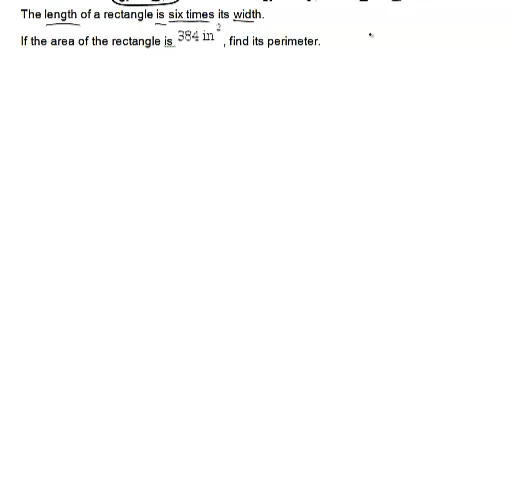 The length of a rectangle is six times its width.
If the area of the rectangle is 384 in², find its perimeter.